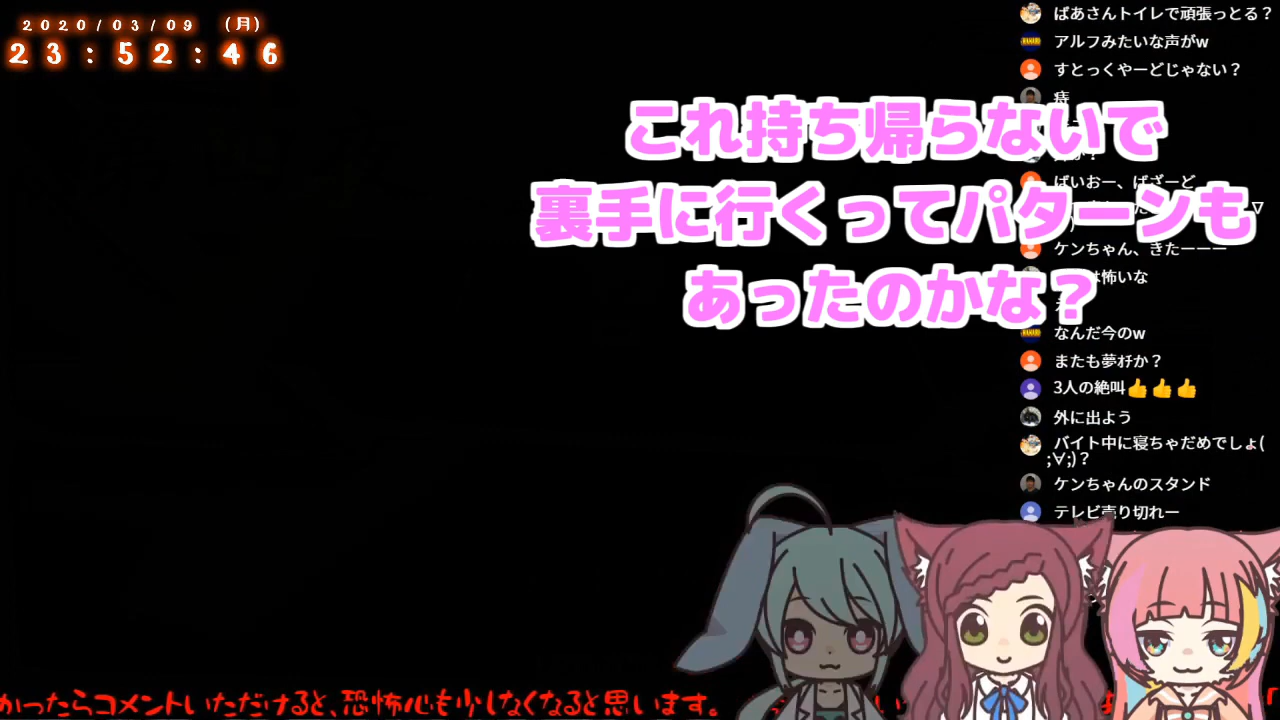 2020/03/09 (月)
23:52:46
これ持ち帰らないで
裏手に行くってパターンも
あったのかな？
ばあさんトイレで頑張っとる？
アルフみたいな声がw
すとっくやーどじゃない？
痔
ばいおー、ばざーど
ケンちゃん、きたーーー
は怖いな
なんだ今のw
またも夢ｵﾁか？
3人の絶叫👍👍👍
外に出よう
バイト中に寝ちゃだめでしょ(
;∀;)？
ケンちゃんのスタンド
テレビ売り切れー
かったらコメントいただけると、恐怖心も少しなくなると思います。